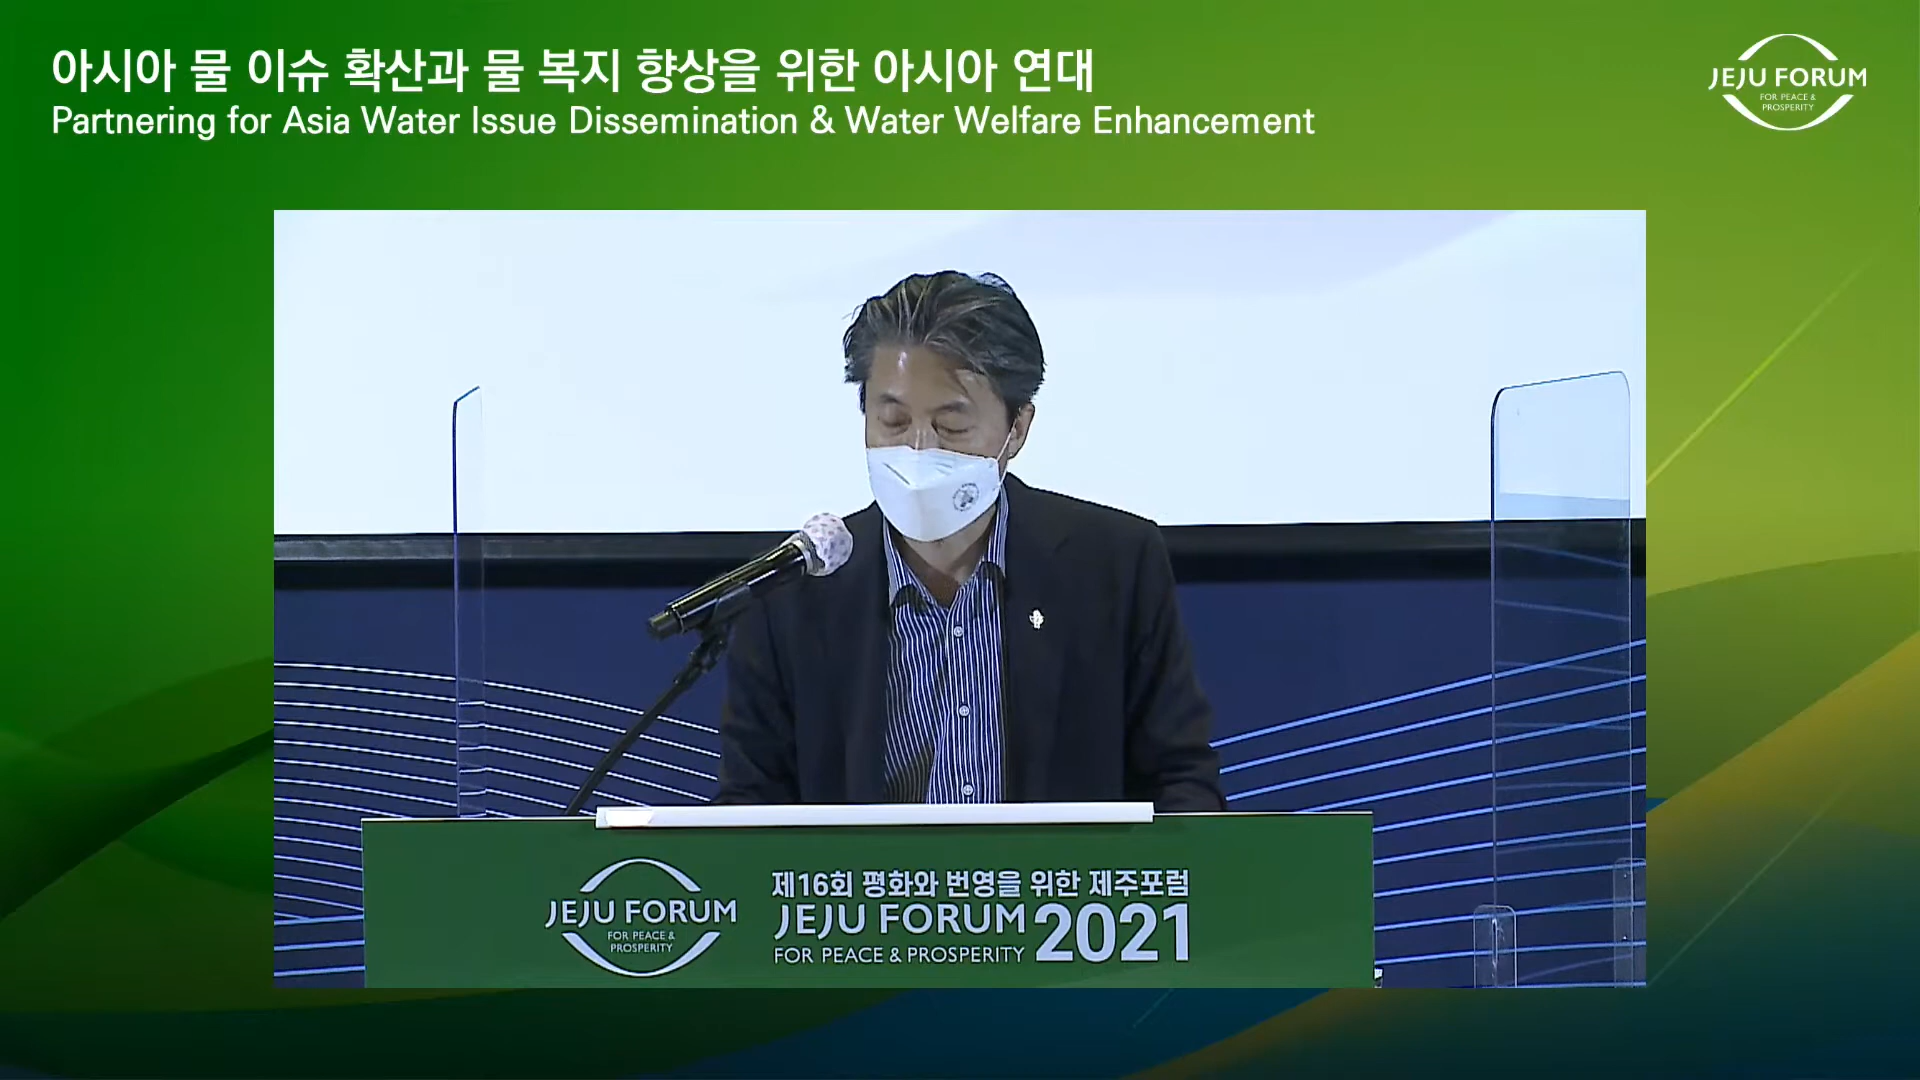 아시아 물 이슈 확산과 물 복지 향상을 위한 아시아 연대
Partnering for Asia Water Issue Dissemination & Water Welfare Enhancement
JEJU FORUM
FOR PEACE &
PROSPERITY
JEJU FORUM
FOR PEACE &
PROSPERITY
제16회 평화와 번영을 위한 제주포럼
JEJU FORUM 2021
FOR PEACE & PROSPERITY